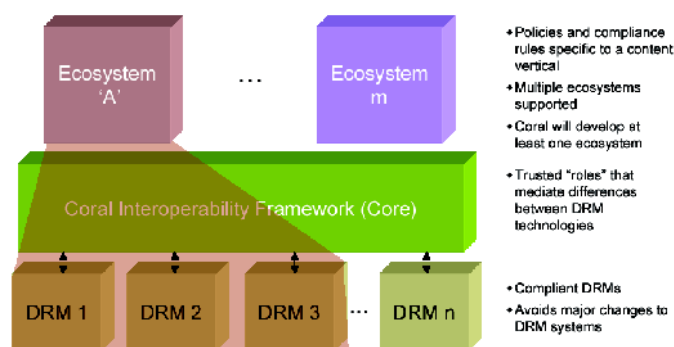 Ecosystem
'A'
...
Ecosystem
m
Coral Interoperability Framework (Core)
DRM 1
DRM 2
DRM 3
...
DRM n
✦Policies and compliance
rules specific to a content
vertical
✦Multiple ecosystems
supported
✦Coral will develop at
least one ecosystem
✦Trusted "roles" that
mediate differences
between DRM
technologies
✦Complient DRMs
✦Avoids major changes to
DRM systems